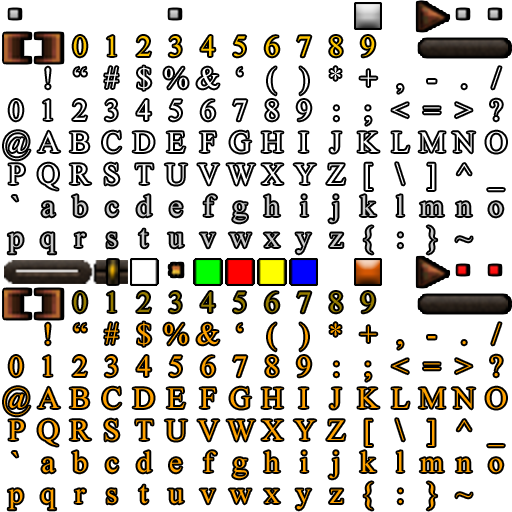 0 1 2 3 4 5 6 7 8 9
! “ # $ % & ‘ ( ) * + , - . /
0 1 2 3 4 5 6 7 8 9 : ; < = > ?
@ A B C D E F G H I J K L M N O
P Q R S T U V W X Y Z [ \ ] ^ _
` a b c d e f g h i j k l m n o
p q r s t u v w x y z { : } ~
0 1 2 3 4 5 6 7 8 9
! “ # $ % & ‘ ( ) * + , - . /
0 1 2 3 4 5 6 7 8 9 : ; < = > ?
@ A B C D E F G H I J K L M N O
P Q R S T U V W X Y Z [ \ ] ^ _
` a b c d e f g h i j k l m n o
p q r s t u v w x y z { : } ~